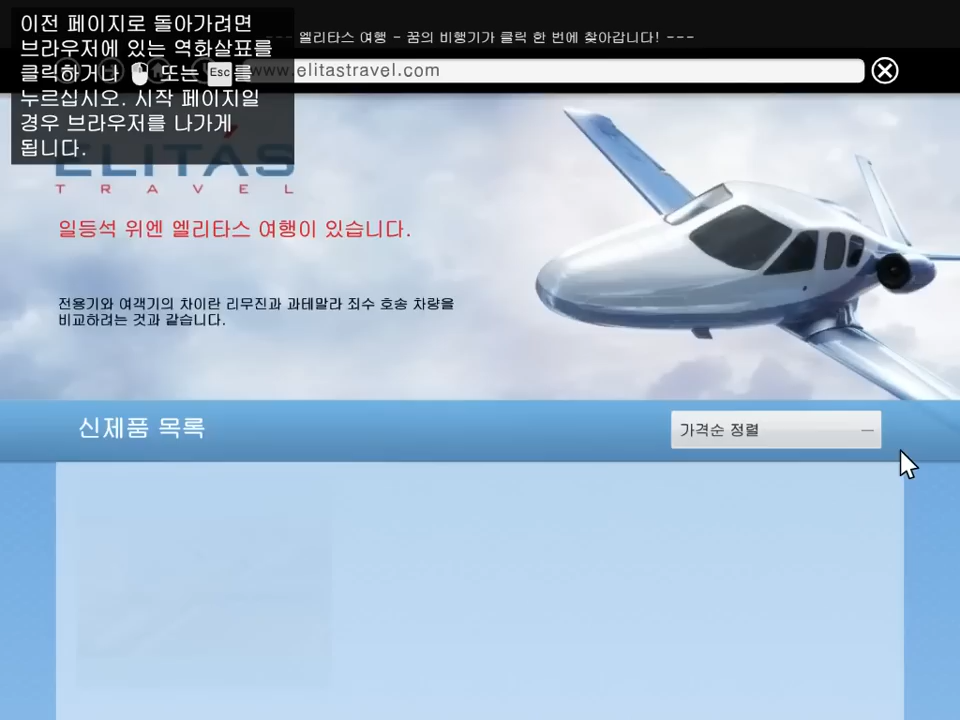 이전 페이지로 돌아가려면
브라우저에 있는 역화살표를
클릭하거나 또는 Esc 를
누르십시오. 시작 페이지일
경우 브라우저를 나가게
됩니다.
--- 엘리타스 여행 - 꿈의 비행기가 클릭 한 번에 찾아갑니다! ---
www.elitastravel.com
ELITÁS
TRAVEL
일등석 위엔 엘리타스 여행이 있습니다.
전용기와 여객기의 차이란 리무진과 과테말라 죄수 호송 차량을
비교하려는 것과 같습니다.
신제품 목록
가격순 정렬